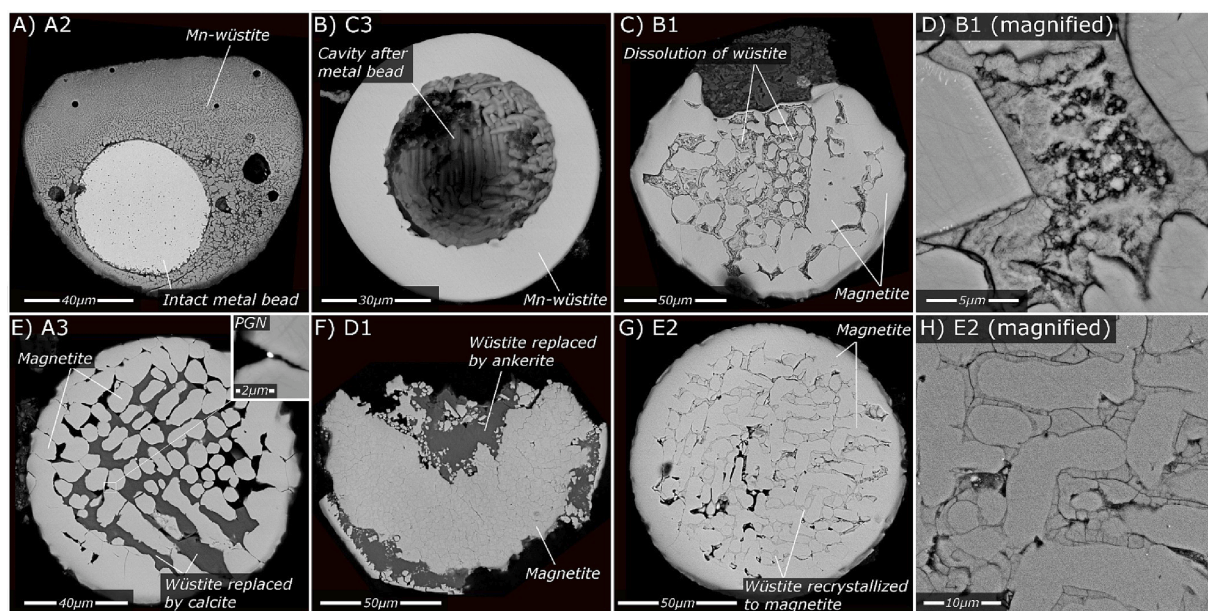 A) A2
Mn-wüstite
Intact metal bead
40µm
B) C3
Cavity after
metal bead
Mn-wüstite
30µm
C) B1
Dissolution of wüstite
Magnetite
50µm
D) B1 (magnified)
5µm
E) A3
PGN
Magnetite
2µm
Wüstite replaced
by calcite
40µm
F) D1
Wüstite replaced
by ankerite
Magnetite
50µm
G) E2
Magnetite
Wüstite recrystallized
to magnetite
50µm
H) E2 (magnified)
10µm